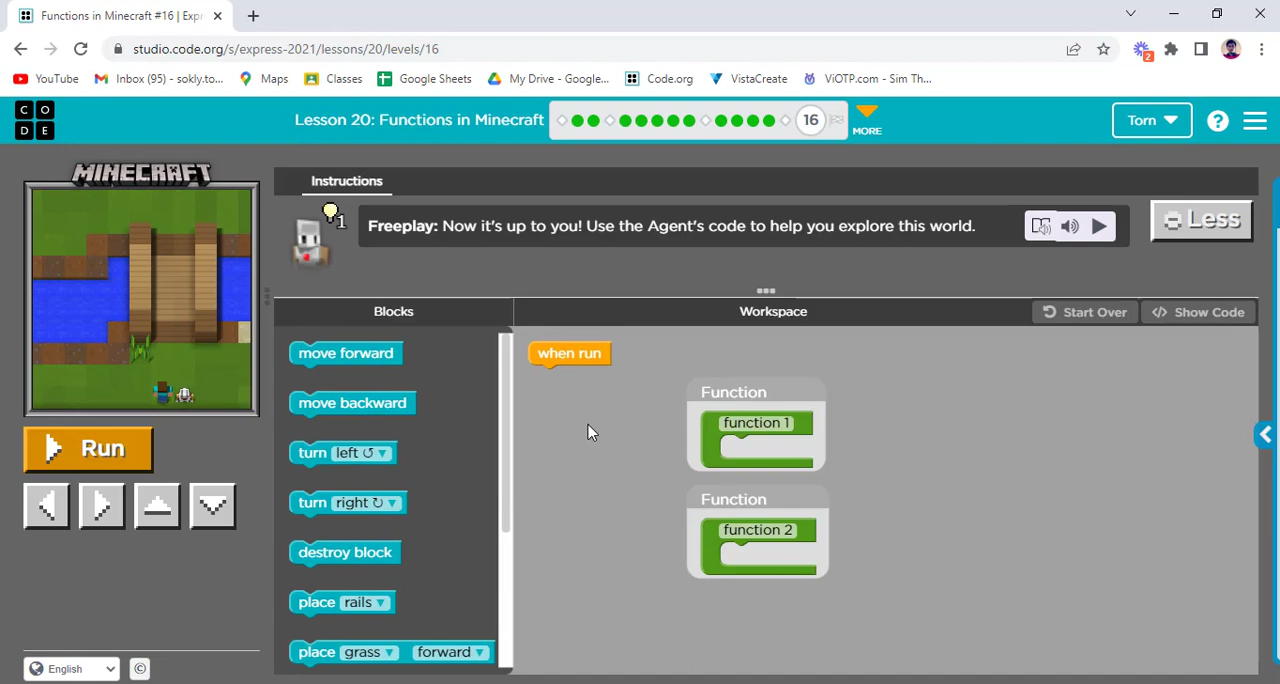 Functions in Minecraft #16 | Expr
studio.code.org/s/express-2021/lessons/20/levels/16
2
YouTube
Inbox (95) - sokly.to...
Maps
Classes
Google Sheets
My Drive - Google...
Code.org
VistaCreate
ViOTP.com - Sim Th...
C O
D E
Lesson 20: Functions in Minecraft
16
MORE
Torn
?
MINECRAFT
Instructions
1
Freeplay: Now it's up to you! Use the Agent's code to help you explore this world.
Less
Blocks
Workspace
Start Over
</> Show Code
move forward
move backward
turn left
turn right
destroy block
place rails
place grass forward
when run
Function
function 1
Function
function 2
Run
English
©